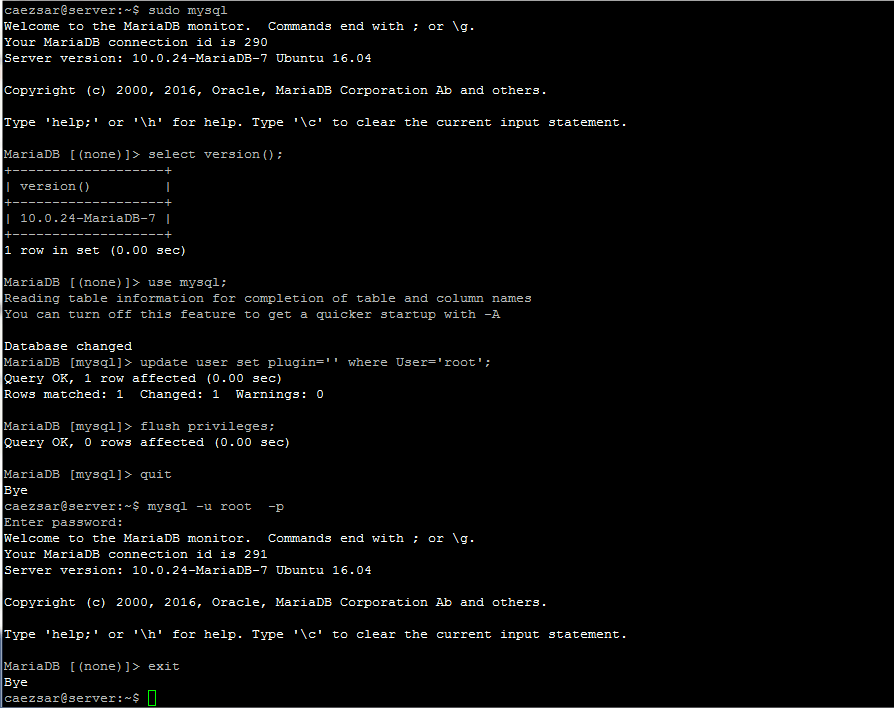 caezsar@server:~$ sudo mysql
Welcome to the MariaDB monitor.  Commands end with ; or \g.
Your MariaDB connection id is 290
Server version: 10.0.24-MariaDB-7 Ubuntu 16.04
Copyright (c) 2000, 2016, Oracle, MariaDB Corporation Ab and others.
Type 'help;' or '\h' for help. Type '\c' to clear the current input statement.
MariaDB [(none)]> select version();
+-------------------+
| version()         |
+-------------------+
| 10.0.24-MariaDB-7 |
+-------------------+
1 row in set (0.00 sec)
MariaDB [(none)]> use mysql;
Reading table information for completion of table and column names
You can turn off this feature to get a quicker startup with -A
Database changed
MariaDB [mysql]> update user set plugin='' where User='root';
Query OK, 1 row affected (0.00 sec)
Rows matched: 1  Changed: 1  Warnings: 0
MariaDB [mysql]> flush privileges;
Query OK, 0 rows affected (0.00 sec)
MariaDB [mysql]> quit
Bye
caezsar@server:~$ mysql -u root  -p
Enter password:
Welcome to the MariaDB monitor.  Commands end with ; or \g.
Your MariaDB connection id is 291
Server version: 10.0.24-MariaDB-7 Ubuntu 16.04
Copyright (c) 2000, 2016, Oracle, MariaDB Corporation Ab and others.
Type 'help;' or '\h' for help. Type '\c' to clear the current input statement.
MariaDB [(none)]> exit
Bye
caezsar@server:~$